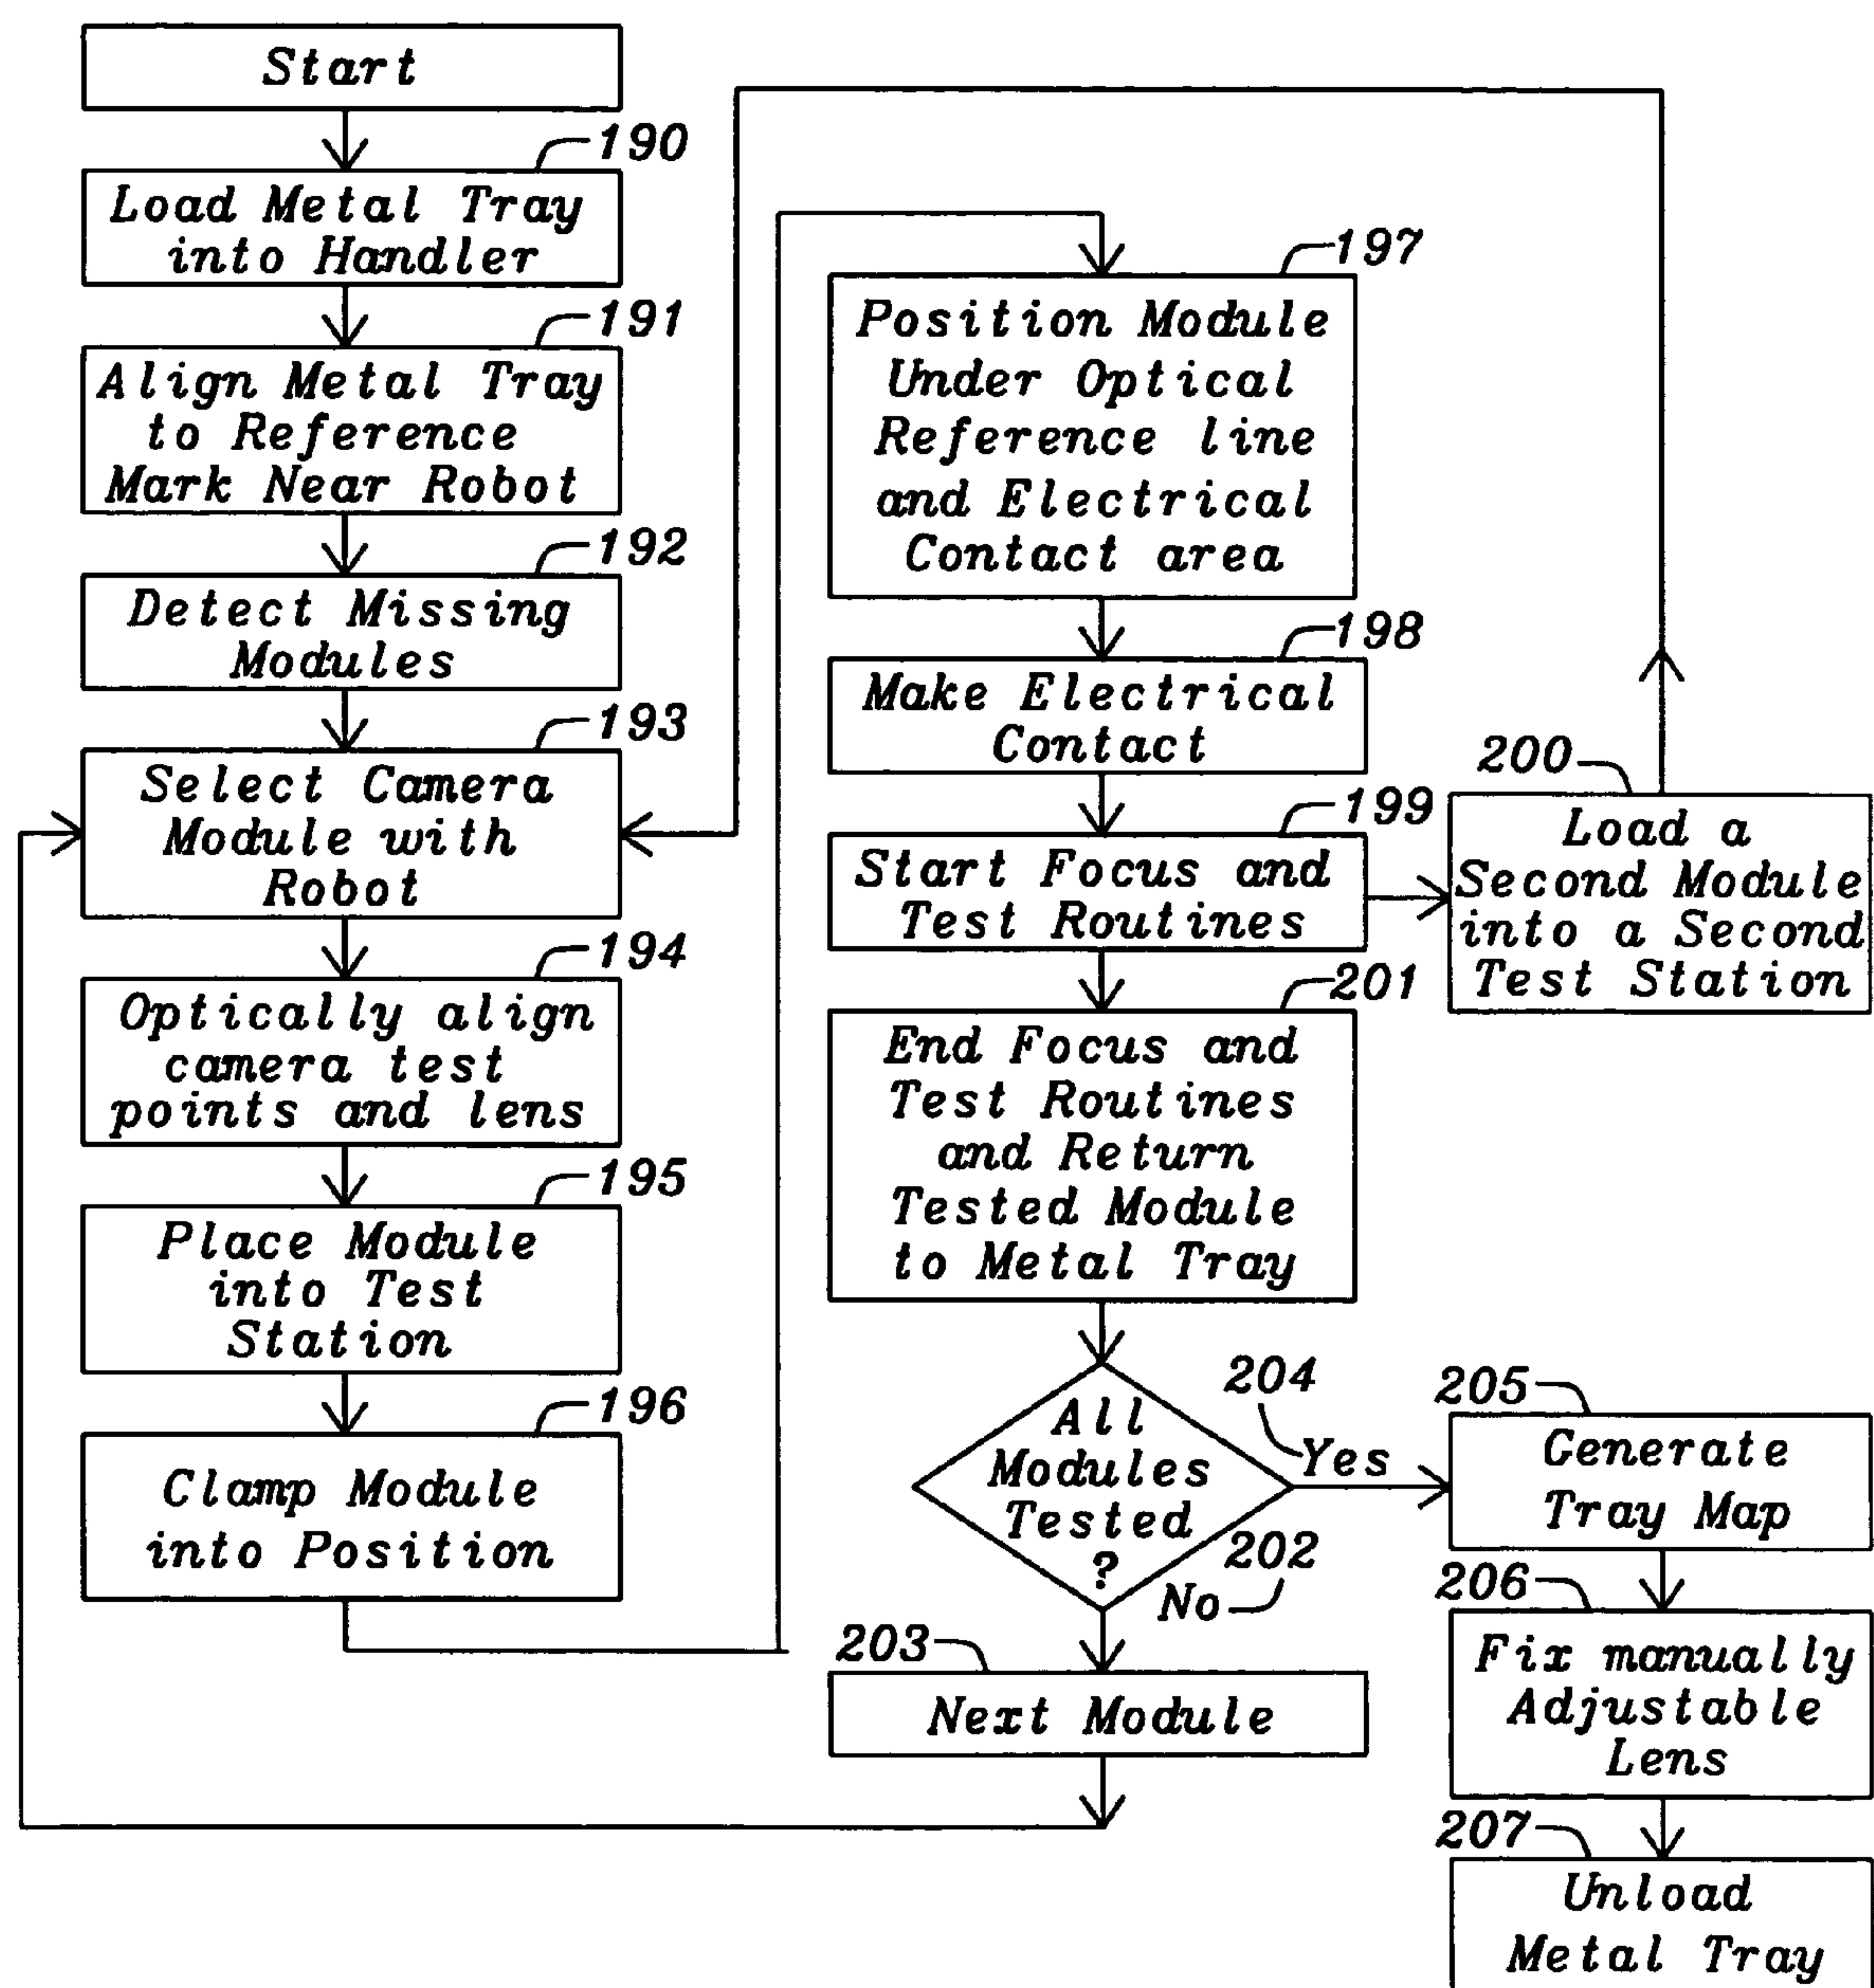 Start
190
Load Metal Tray
into Handler
191
Align Metal Tray
to Reference
Mark Near Robot
192
Detect Missing
Modules
193
Select Camera
Module with
Robot
194
Optically align
camera test
points and lens
195
Place Module
into Test
Station
196
Clamp Module
into Position
197
Position Module
Under Optical
Reference line
and Electrical
Contact area
198
Make Electrical
Contact
199
Start Focus and
Test Routines
200
Load a
Second Module
into a Second
Test Station
201
End Focus and
Test Routines
and Return
Tested Module
to Metal Tray
All
Modules
Tested
?
204
Yes
202
No
203
Next Module
205
Generate
Tray Map
206
Fix manually
Adjustable
Lens
207
Unload
Metal Tray